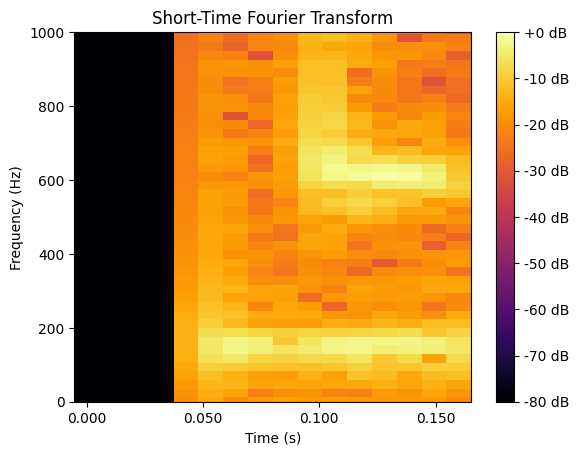 Short-Time Fourier Transform
Frequency (Hz)
1000
800
600
400
200
0
0.000
0.050
0.100
0.150
Time (s)
+0 dB
-10 dB
-20 dB
-30 dB
-40 dB
-50 dB
-60 dB
-70 dB
-80 dB